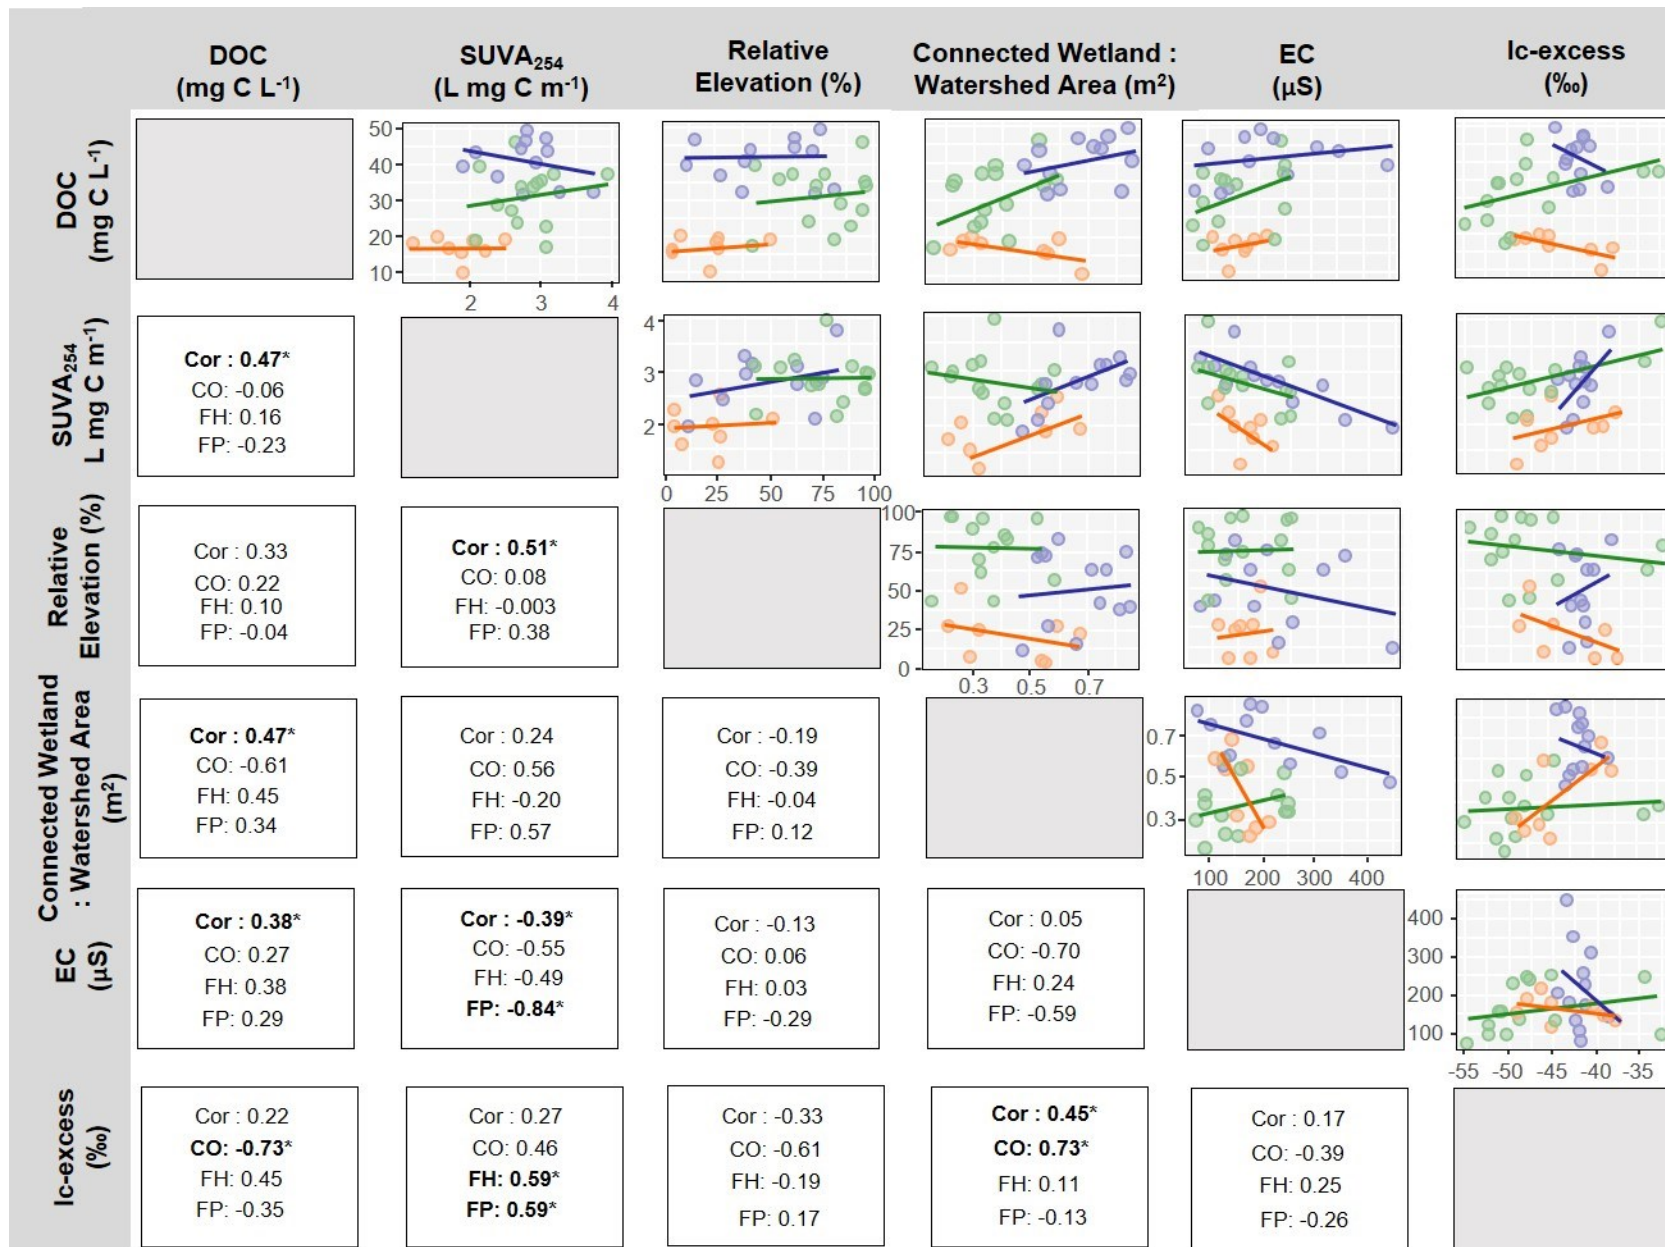 DOC
(mg C L-1)
SUVA254
(L mg C m-1)
Relative
Elevation (%)
Connected Wetland :
Watershed Area (m2)
EC
(µS)
lc-excess
(‰)
DOC
(mg C L-1)
50
40
30
20
10
2
3
4
SUVA254
L mg C m-1)
Cor : 0.47*
CO: -0.06
FH: 0.16
FP: -0.23
4
3
2
0
25
50
75
100
Relative
Elevation (%)
Cor : 0.33
CO: 0.22
FH: 0.10
FP: -0.04
Cor : 0.51*
CO: 0.08
FH: -0.003
FP: 0.38
100
75
50
25
0
0.3
0.5
0.7
Connected Wetland
: Watershed Area
(m2)
Cor : 0.47*
CO: -0.61
FH: 0.45
FP: 0.34
Cor : 0.24
CO: 0.56
FH: -0.20
FP: 0.57
Cor : -0.19
CO: -0.39
FH: -0.04
FP: 0.12
0.7
0.5
0.3
100
200
300
400
EC
(µS)
Cor : 0.38*
CO: 0.27
FH: 0.38
FP: 0.29
Cor : -0.39*
CO: -0.55
FH: -0.49
FP: -0.84*
Cor : -0.13
CO: 0.06
FH: 0.03
FP: -0.29
Cor : 0.05
CO: -0.70
FH: 0.24
FP: -0.59
400
300
200
100
-55
-50
-45
-40
-35
lc-excess
(‰)
Cor : 0.22
CO: -0.73*
FH: 0.45
FP: -0.35
Cor : 0.27
CO: 0.46
FH: 0.59*
FP: 0.59*
Cor : -0.33
CO: -0.61
FH: -0.19
FP: 0.17
Cor : 0.45*
CO: 0.73*
FH: 0.11
FP: -0.13
Cor : 0.17
CO: -0.39
FH: 0.25
FP: -0.26